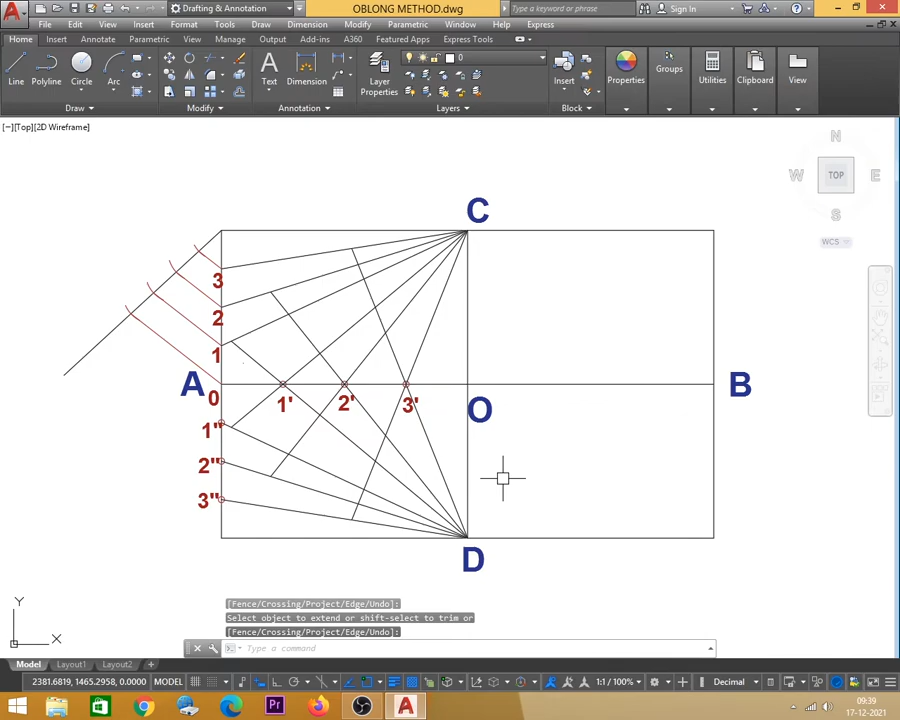 Drafting & Annotation
OBLONG METHOD.dwg
Type a keyword or phrase
Sign In
File Edit View Insert Format Tools Draw Dimension Modify Parametric Window Help Express
Home Insert Annotate Parametric View Manage Output Add-ins A360 Featured Apps Express Tools
Line Polyline Circle Arc
Text Dimension
Layer Properties
0
Insert
Properties Groups Utilities Clipboard View
Draw Modify Annotation Layers Block
[−][Top][2D Wireframe]
N
W TOP E
S
WCS
C
3
2
1
A
0
1' 2' 3'
O
B
1"
2"
3"
D
Y
X
[Fence/Crossing/Project/Edge/Undo]:
Select object to extend or shift-select to trim or
[Fence/Crossing/Project/Edge/Undo]:
Type a command
Model Layout1 Layout2 +
2381.6819, 1465.2958, 0.0000 MODEL
1:1 / 100%
Decimal
Pr
09:39
17-12-2021